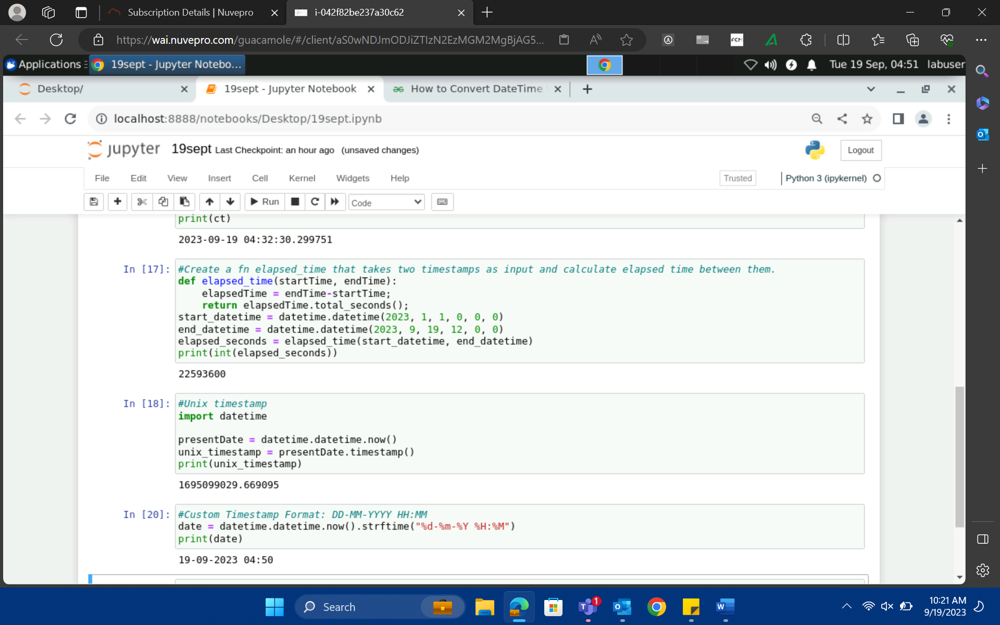 Subscription Details | Nuvepro
i-042f82be237a30c62
https://wai.nuvepro.com/guacamole/#/client/aS0wNDJmODJiZTIzN2EzMGM2MgBjAG5...
Applications
19sept - Jupyter Notebo...
Tue 19 Sep, 04:51 labuser
Desktop/
19sept - Jupyter Notebook
How to Convert DateTime
localhost:8888/notebooks/Desktop/19sept.ipynb
jupyter 19sept Last Checkpoint: an hour ago (unsaved changes)
Logout
File Edit View Insert Cell Kernel Widgets Help
Trusted
Python 3 (ipykernel)
Run
Code
print(ct)
2023-09-19 04:32:30.299751
In [17]: #Create a fn elapsed_time that takes two timestamps as input and calculate elapsed time between them.
def elapsed_time(startTime, endTime):
    elapsedTime = endTime-startTime;
    return elapsedTime.total_seconds();
start_datetime = datetime.datetime(2023, 1, 1, 0, 0, 0)
end_datetime = datetime.datetime(2023, 9, 19, 12, 0, 0)
elapsed_seconds = elapsed_time(start_datetime, end_datetime)
print(int(elapsed_seconds))
22593600
In [18]: #Unix timestamp
import datetime
presentDate = datetime.datetime.now()
unix_timestamp = presentDate.timestamp()
print(unix_timestamp)
1695099029.669095
In [20]: #Custom Timestamp Format: DD-MM-YYYY HH:MM
date = datetime.datetime.now().strftime("%d-%m-%Y %H:%M")
print(date)
19-09-2023 04:50
Search
1
10:21 AM
9/19/2023